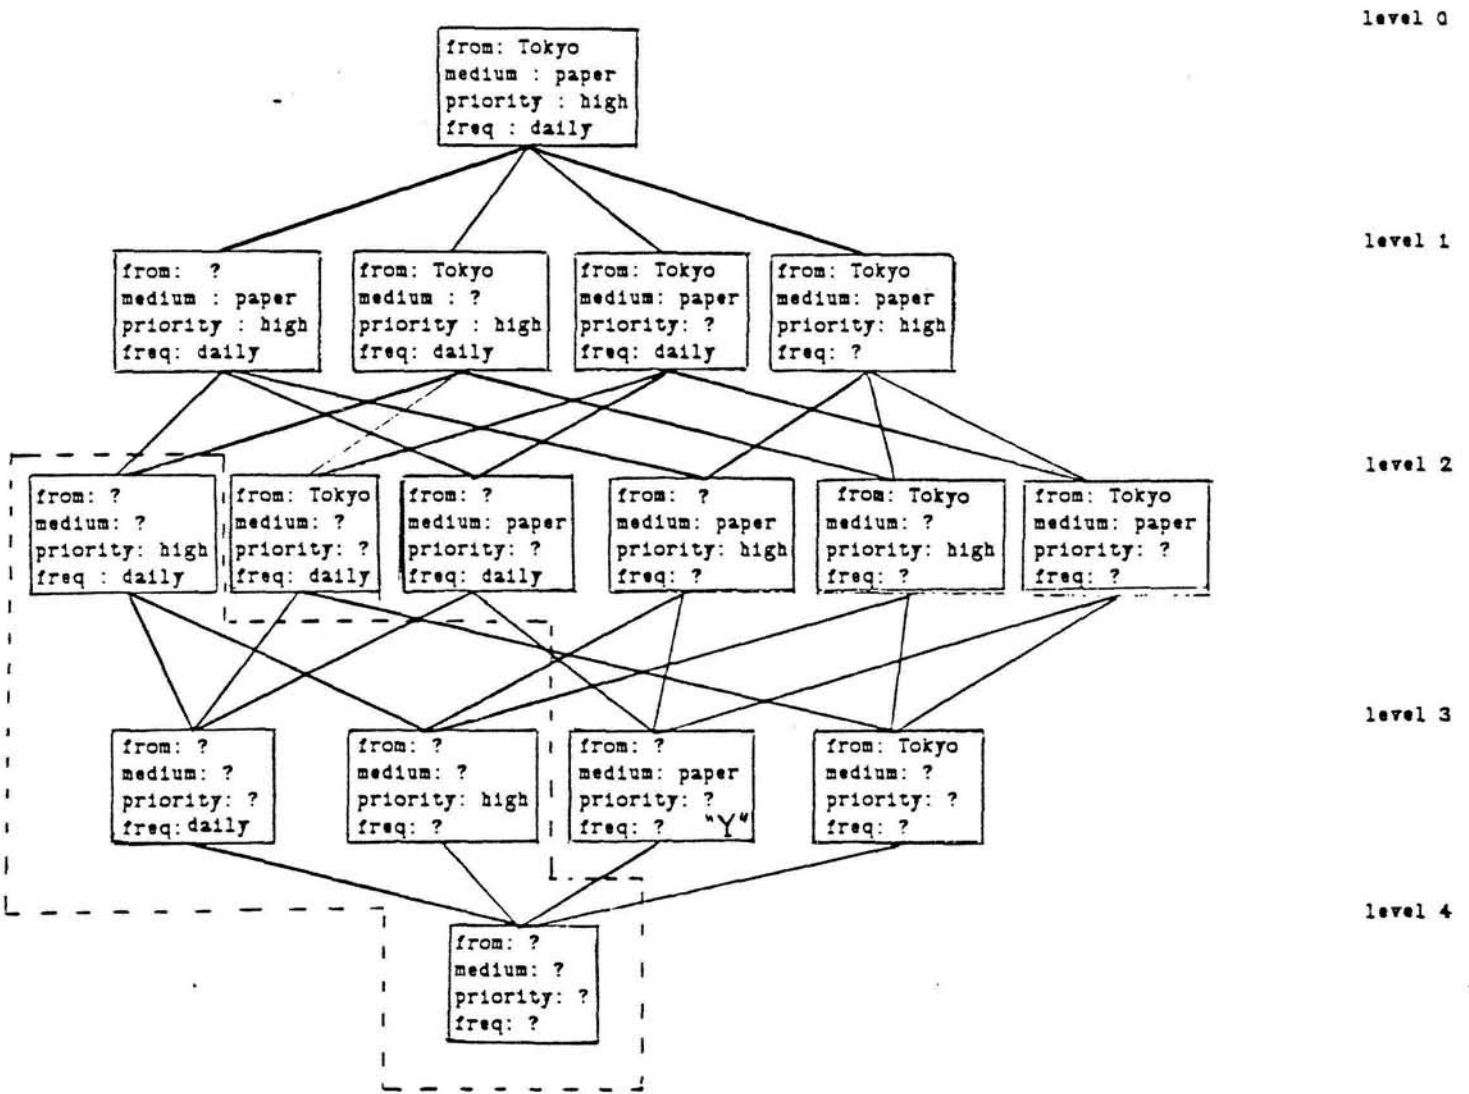 level 0
from: Tokyo
medium : paper
priority : high
freq : daily
level 1
from: ?
medium : paper
priority : high
freq: daily
from: Tokyo
medium : ?
priority : high
freq: daily
from: Tokyo
medium: paper
priority: ?
freq: daily
from: Tokyo
medium: paper
priority: high
freq: ?
level 2
from: ?
medium: ?
priority: high
freq : daily
from: Tokyo
medium: ?
priority: ?
freq: daily
from: ?
medium: paper
priority: ?
freq: daily
from: ?
medium: paper
priority: high
freq: ?
from: Tokyo
medium: ?
priority: high
freq: ?
from: Tokyo
medium: paper
priority: ?
freq: ?
level 3
from: ?
medium: ?
priority: ?
freq: daily
from: ?
medium: ?
priority: high
freq: ?
from: ?
medium: paper
priority: ?
freq: ? "Y"
from: Tokyo
medium: ?
priority: ?
freq: ?
level 4
from: ?
medium: ?
priority: ?
freq: ?